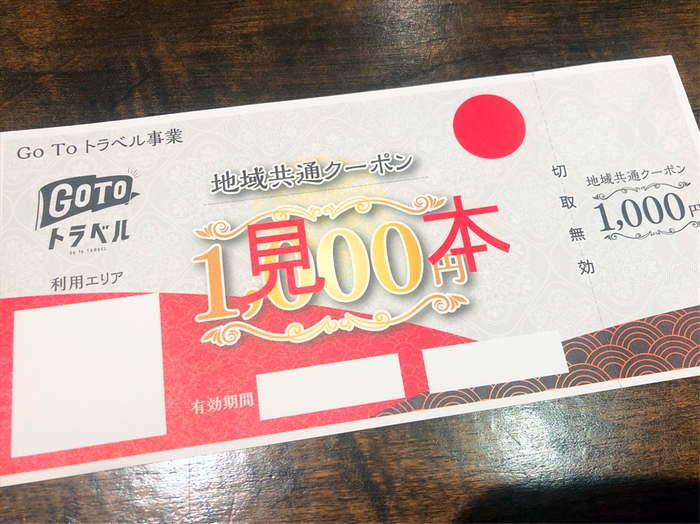 Go To トラベル事業
GOTO
トラベル
Go To TRAVEL
利用エリア
地域共通クーポン
1,000円
見本
有効期間
切取無効
地域共通クーポン
1,000円